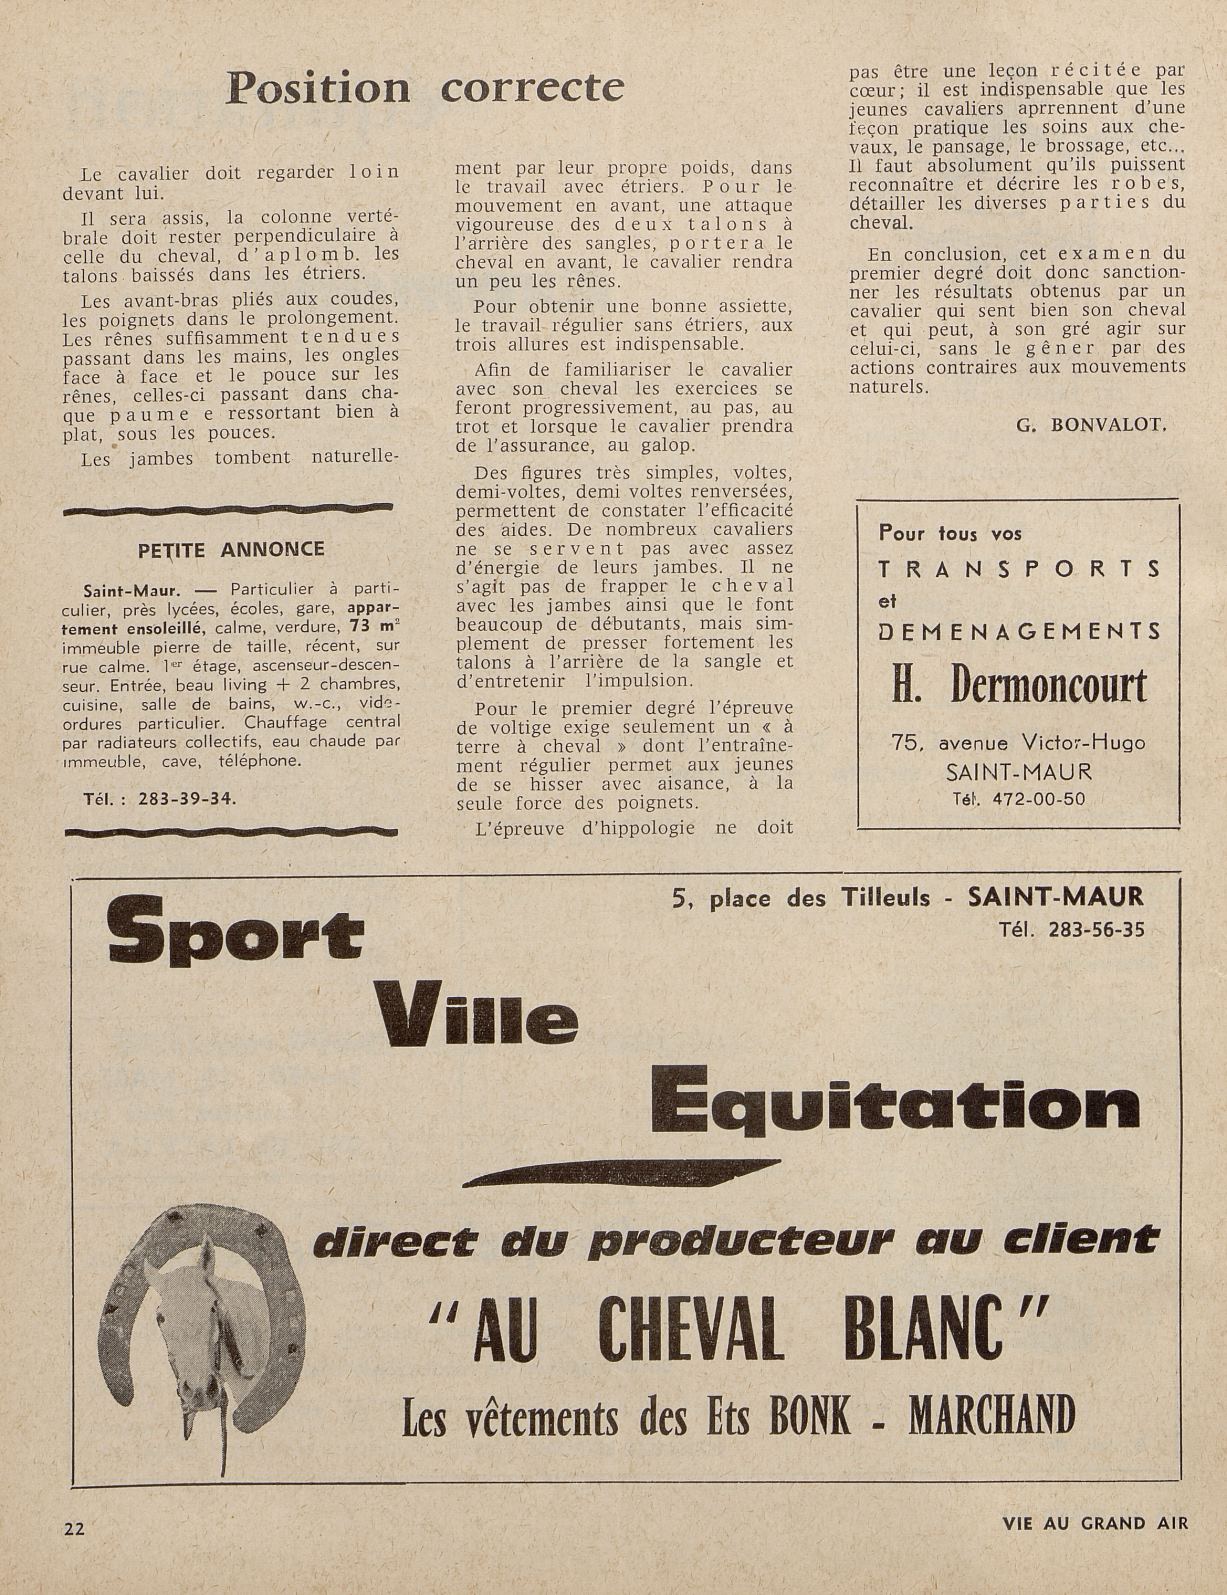 Position correcte
Le cavalier doit regarder loin
devant lui.
Il sera assis, la colonne verté-
brale doit rester perpendiculaire à
celle du cheval, d'aplomb. les
talons baissés dans les étriers.
Les avant-bras pliés aux coudes,
les poignets dans le prolongement.
Les rênes suffisamment tendues
passant dans les mains, les ongles
face à face et le pouce sur les
rênes, celles-ci passant dans cha-
que paume e ressortant bien à
plat, sous les pouces.
Les jambes tombent naturelle-
ment par leur propre poids, dans
le travail avec étriers. Pour le
mouvement en avant, une attaque
vigoureuse des deux talons à
l'arrière des sangles, portera le
cheval en avant, le cavalier rendra
un peu les rênes.
Pour obtenir une bonne assiette,
le travail régulier sans étriers, aux
trois allures est indispensable.
Afin de familiariser le cavalier
avec son cheval les exercices se
feront progressivement, au pas, au
trot et lorsque le cavalier prendra
de l'assurance, au galop.
Des figures très simples, voltes,
demi-voltes, demi voltes renversées,
permettent de constater l'efficacité
des aides. De nombreux cavaliers
ne se servent pas avec assez
d'énergie de leurs jambes. Il ne
s'agit pas de frapper le cheval
avec les jambes ainsi que le font
beaucoup de débutants, mais sim-
plement de presser fortement les
talons à l'arrière de la sangle et
d'entretenir l'impulsion.
Pour le premier degré l'épreuve
de voltige exige seulement un « à
terre à cheval » dont l'entraîne-
ment régulier permet aux jeunes
de se hisser avec aisance, à la
seule force des poignets.
L'épreuve d'hippologie ne doit
pas être une leçon récitée par
cœur; il est indispensable que les
jeunes cavaliers aprrennent d'une
feçon pratique les soins aux che-
vaux, le pansage, le brossage, etc...
Il faut absolument qu'ils puissent
reconnaître et décrire les robes,
détailler les diverses parties du
cheval.
En conclusion, cet examen du
premier degré doit donc sanction-
ner les résultats obtenus par un
cavalier qui sent bien son cheval
et qui peut, à son gré agir sur
celui-ci, sans le gêner par des
actions contraires aux mouvements
naturels.
G. BONVALOT.
PETITE ANNONCE
Saint-Maur. — Particulier à parti-
culier, près lycées, écoles, gare, appar-
tement ensoleillé, calme, verdure, 73 m²
immeuble pierre de taille, récent, sur
rue calme. 1er étage, ascenseur-descen-
seur. Entrée, beau living + 2 chambres,
cuisine, salle de bains, w.-c., vide-
ordures particulier. Chauffage central
par radiateurs collectifs, eau chaude par
immeuble, cave, téléphone.
Tél. : 283-39-34.
Pour tous vos
TRANSPORTS
et
DEMENAGEMENTS
H. Dermoncourt
75, avenue Victor-Hugo
SAINT-MAUR
Tél. 472-00-50
5, place des Tilleuls - SAINT-MAUR
Tél. 283-56-35
Sport
Ville
Equitation
direct du producteur au client
"AU CHEVAL BLANC"
Les vêtements des Ets BONK - MARCHAND
22
VIE AU GRAND AIR